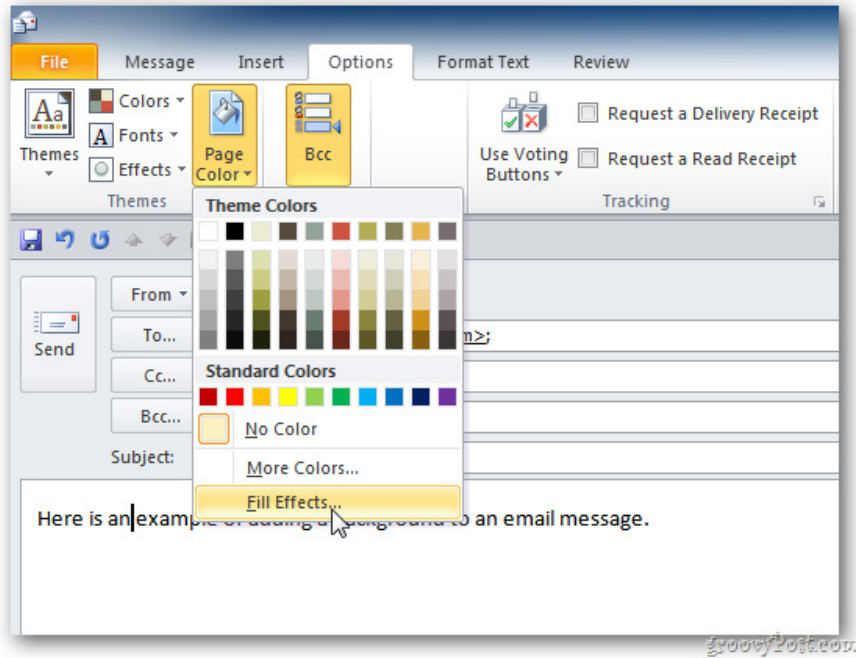 File Message Insert Options Format Text Review
Aa
Colors
A Fonts
Effects
Themes
Page
Color
Bcc
Use Voting
Buttons
Request a Delivery Receipt
Request a Read Receipt
Themes
Tracking
Theme Colors
Standard Colors
No Color
More Colors...
Fill Effects...
Send
From
To...
m>;
Cc...
Bcc...
Subject:
Here is an example of adding a background to an email message.
groovyPost.com